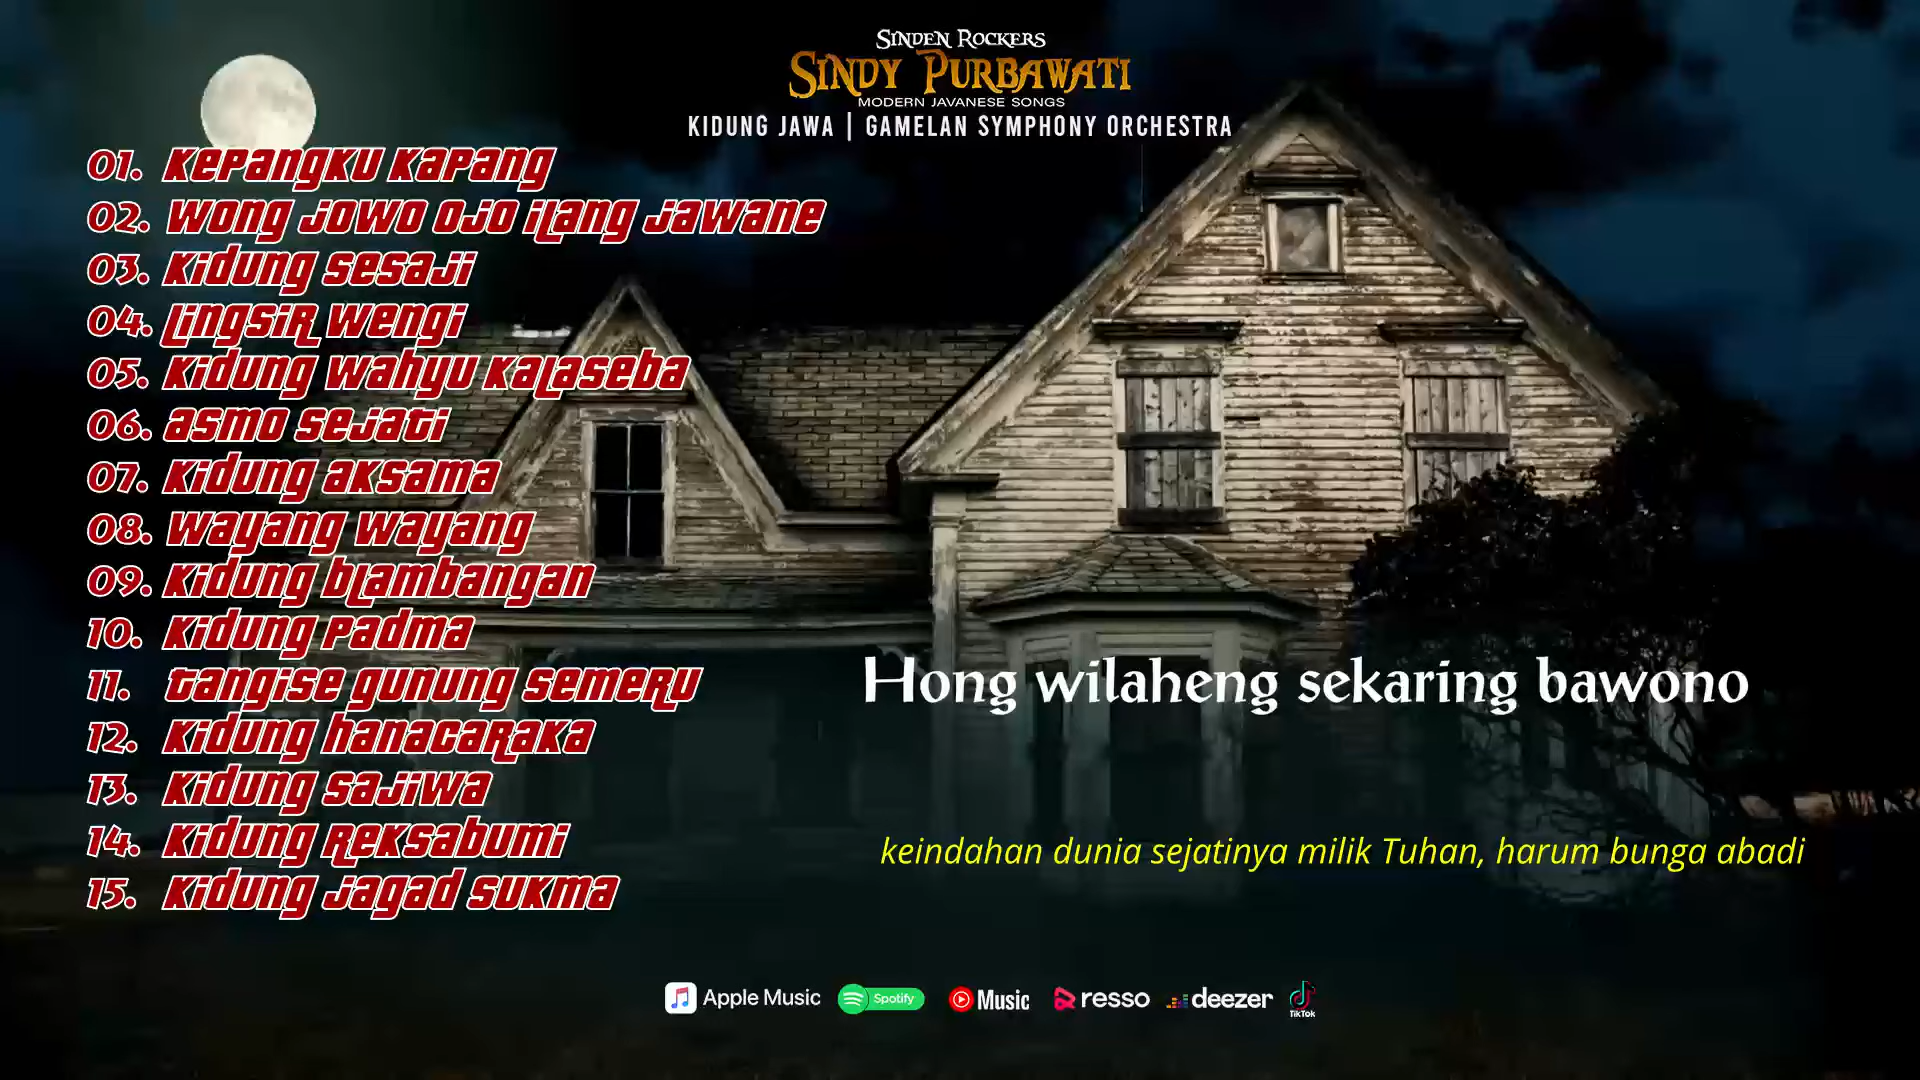 SINDEN ROCKERS
SINDY PURBAWATI
MODERN JAVANESE SONGS
KIDUNG JAWA | GAMELAN SYMPHONY ORCHESTRA
01. Kepangku Kapang
02. Wong Jowo Ojo Ilang Jawane
03. Kidung Sesaji
04. Lingsir Wengi
05. Kidung Wahyu Kalaseba
06. Asmo Sejati
07. Kidung Aksama
08. Wayang Wayang
09. Kidung Blambangan
10. Kidung Padma
11. Tangise Gunung Semeru
12. Kidung Hanacaraka
13. Kidung Sajiwa
14. Kidung Reksabumi
15. Kidung Jagad Sukma
Hong wilaheng sekaring bawono
keindahan dunia sejatinya milik Tuhan, harum bunga abadi
Apple Music
Spotify
Music
resso
deezer
TikTok